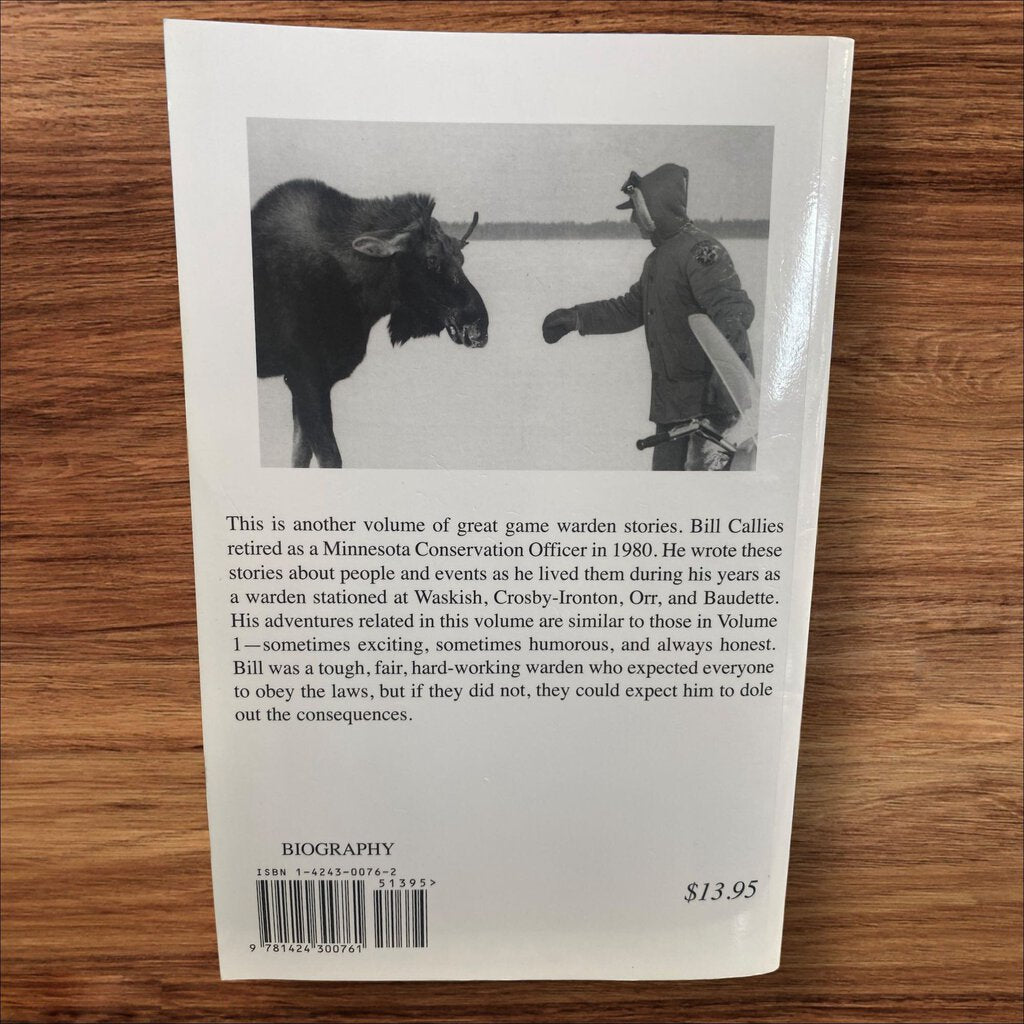 This is another volume of great game warden stories. Bill Callies
retired as a Minnesota Conservation Officer in 1980. He wrote these
stories about people and events as he lived them during his years as
a warden stationed at Waskish, Crosby-Ironton, Orr, and Baudette.
His adventures related in this volume are similar to those in Volume
1—sometimes exciting, sometimes humorous, and always honest.
Bill was a tough, fair, hard-working warden who expected everyone
to obey the laws, but if they did not, they could expect him to dole
out the consequences.
BIOGRAPHY
ISBN 1-4243-0076-2
51395>
$13.95
9 781424 300761